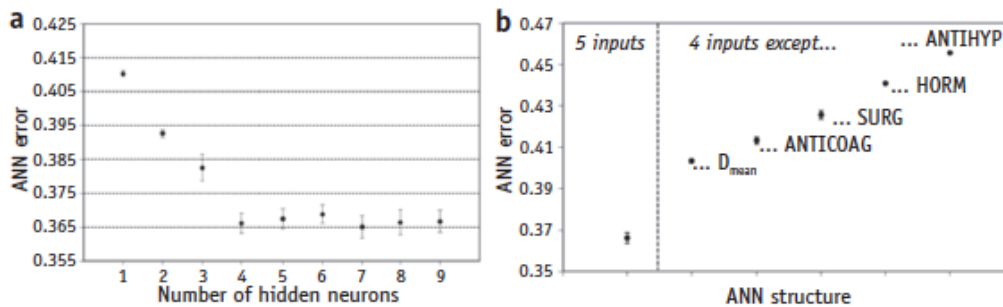 a
ANN error
0.425
0.415
0.405
0.395
0.385
0.375
0.365
0.355
1 2 3 4 5 6 7 8 9
Number of hidden neurons
b
ANN error
0.47
0.45
0.43
0.41
0.39
0.37
0.35
5 inputs
4 inputs except...
... ANTIHYP
... HORM
... SURG
... ANTICOAG
... Dmean
ANN structure